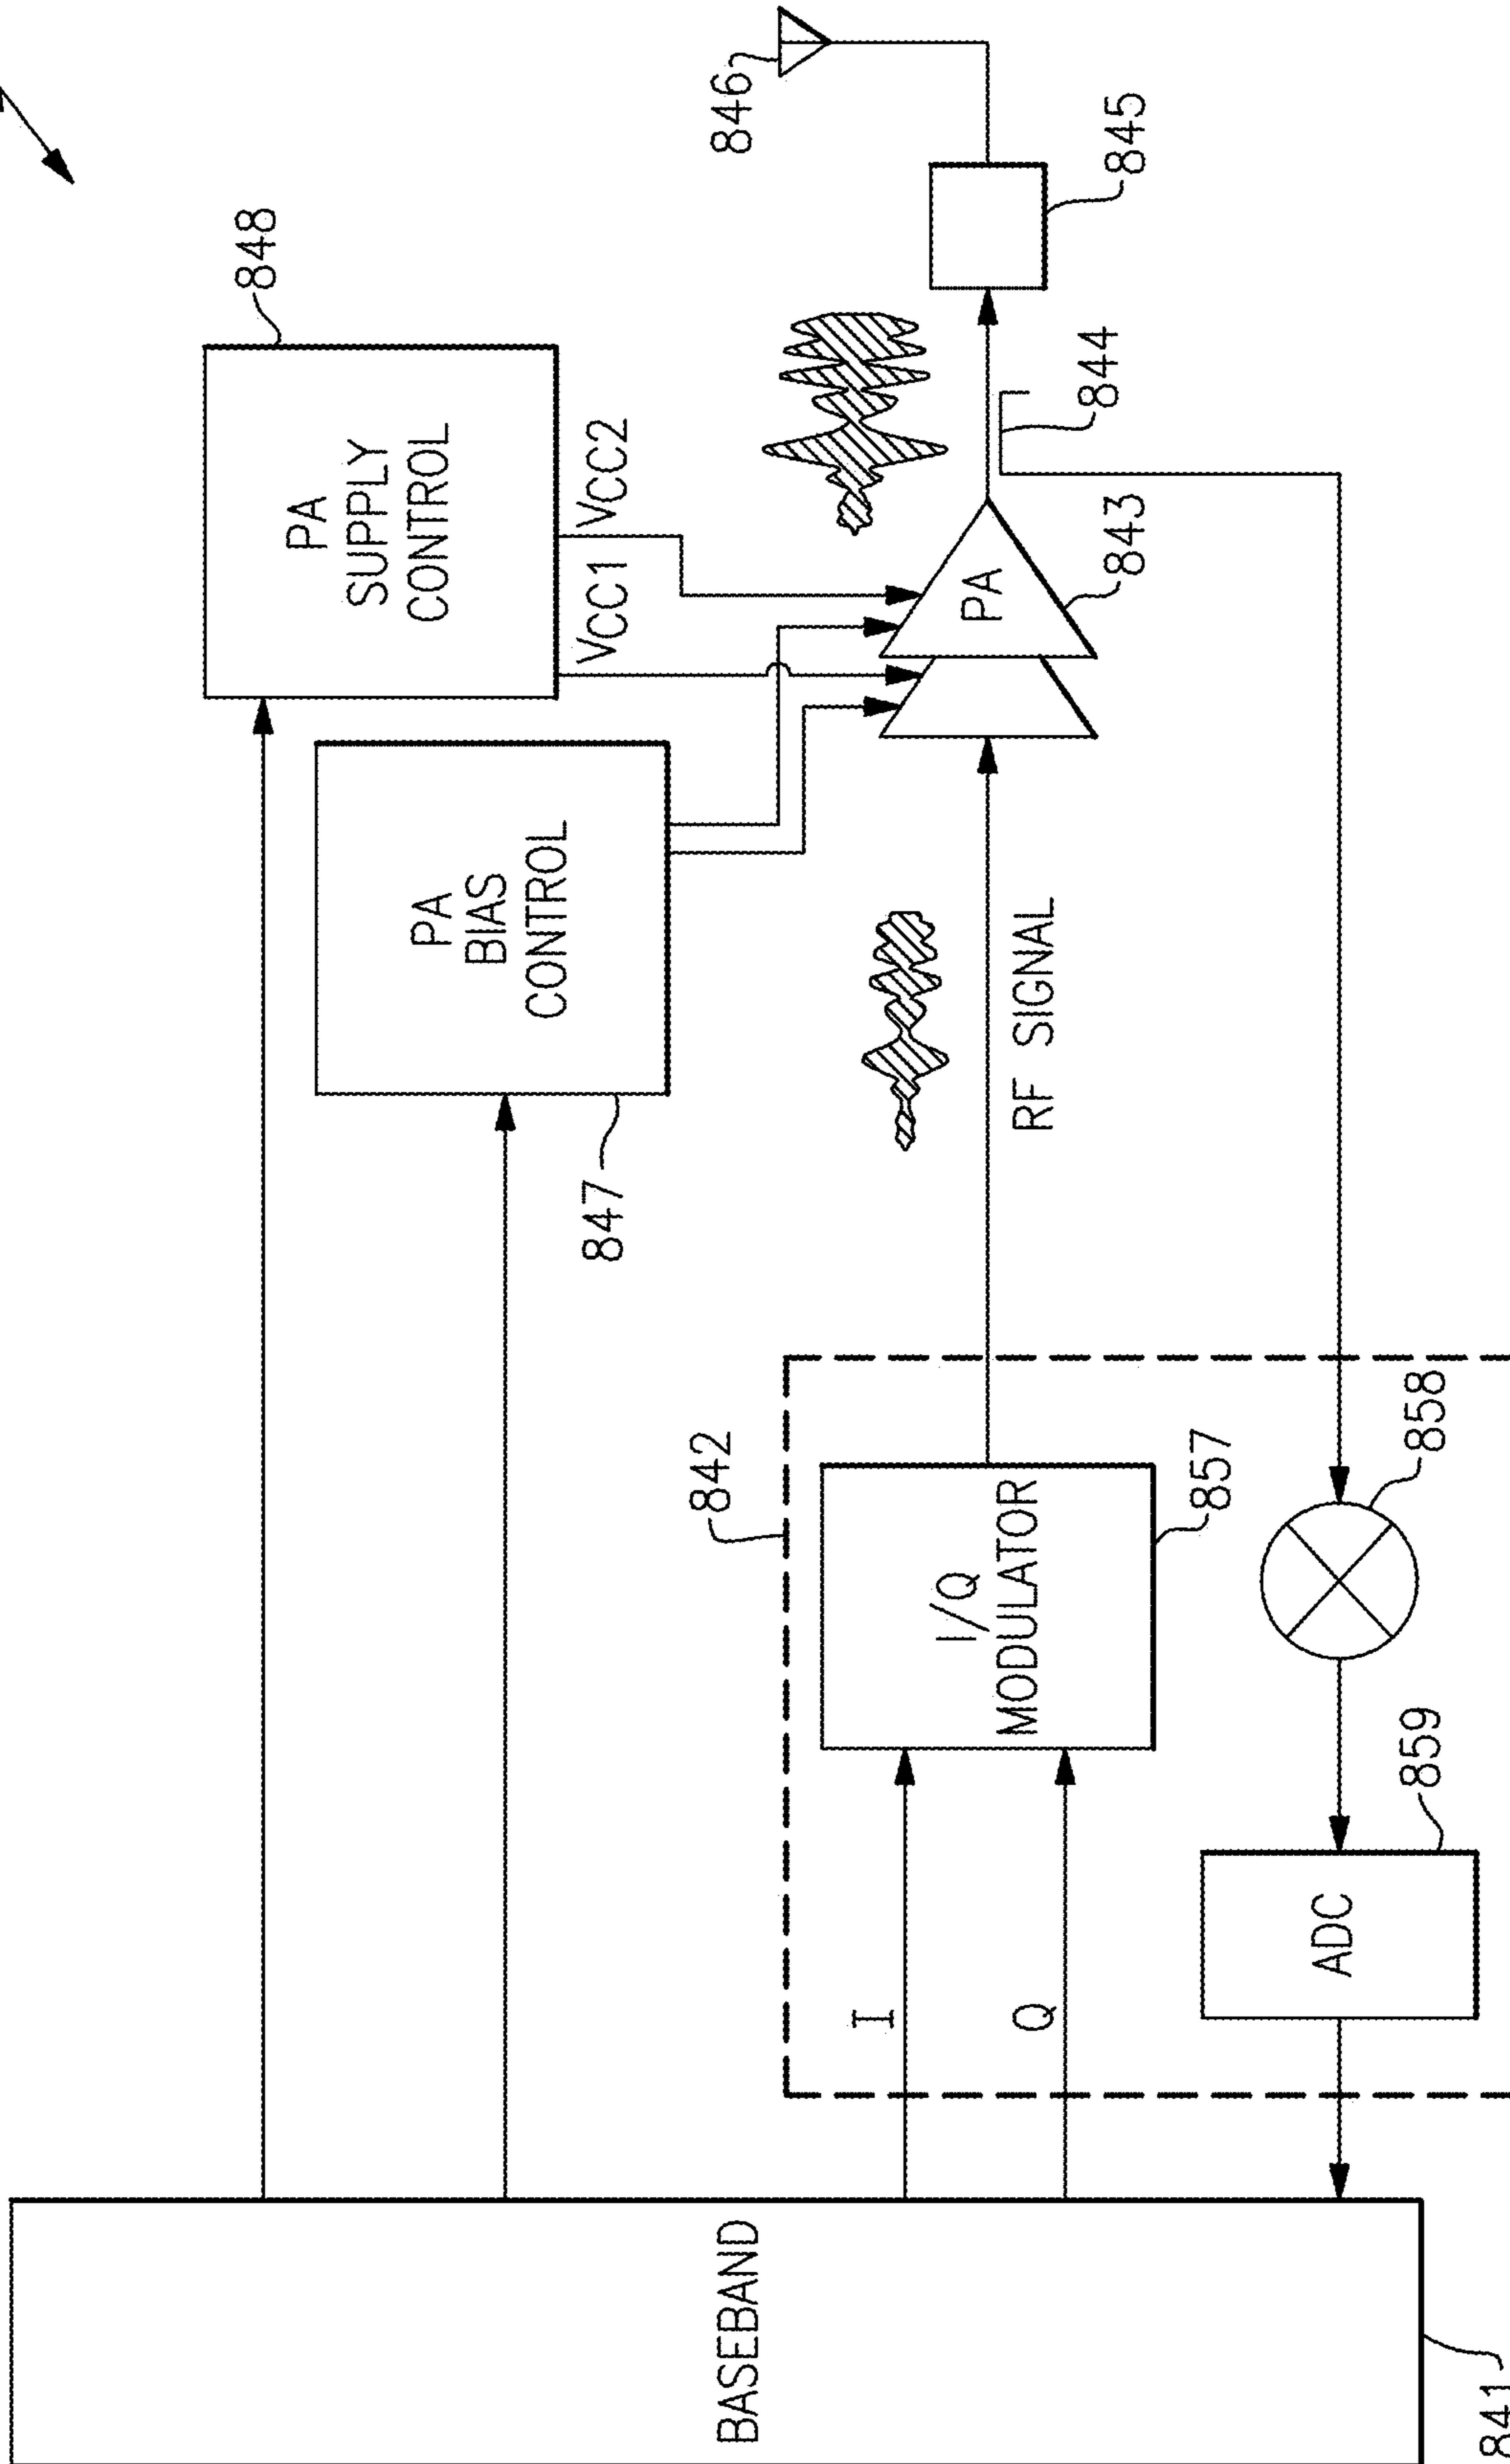 848
PA
SUPPLY
CONTROL
VCC1
VCC2
PA
BIAS
CONTROL
847
846
845
844
PA
843
RF SIGNAL
842
I/Q
MODULATOR
857
I
Q
858
859
ADC
BASEBAND
841